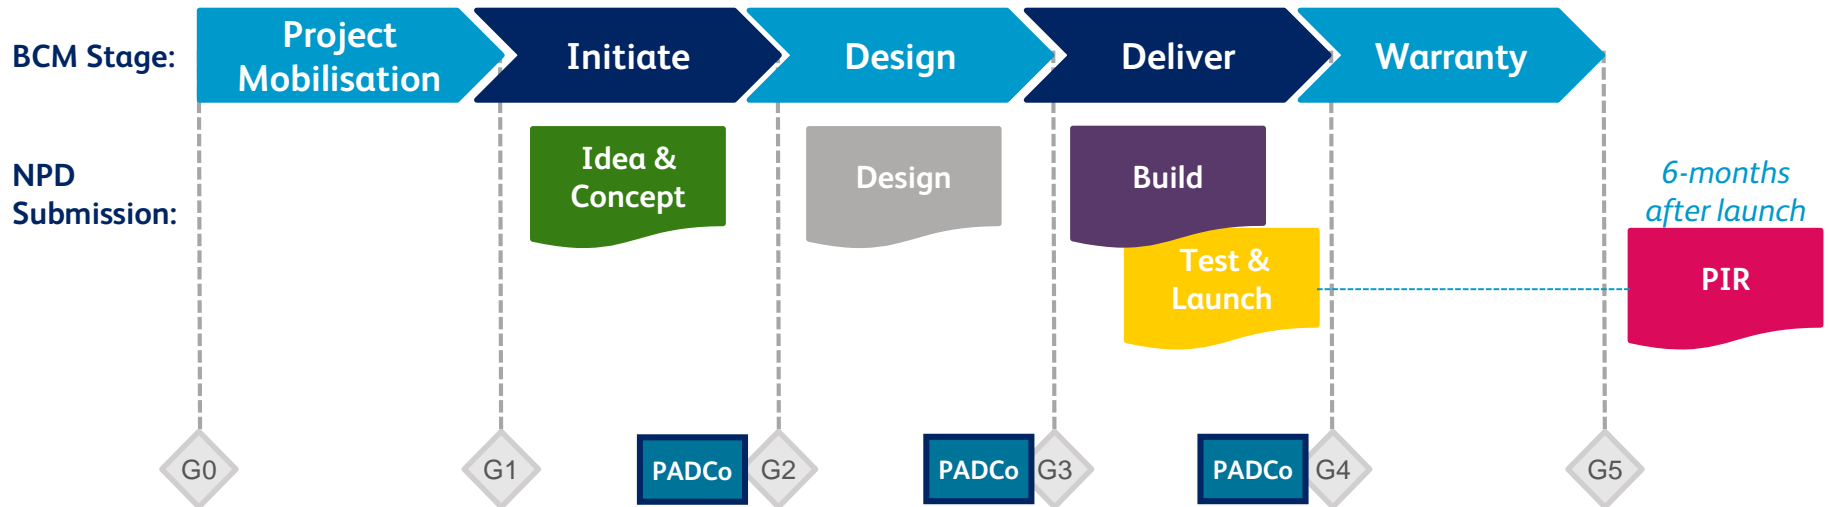 BCM Stage:
Project
Mobilisation
Initiate
Design
Deliver
Warranty
NPD
Submission:
Idea &
Concept
Design
Build
Test &
Launch
6-months
after launch
PIR
G0
G1
PADCo
G2
PADCo
G3
PADCo
G4
G5